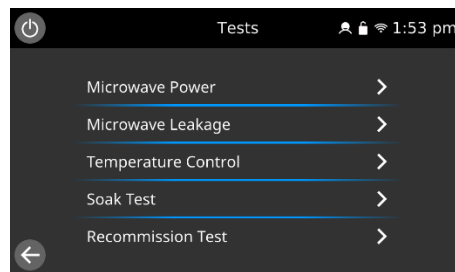 Tests
1:53 pm
Microwave Power
Microwave Leakage
Temperature Control
Soak Test
Recommission Test